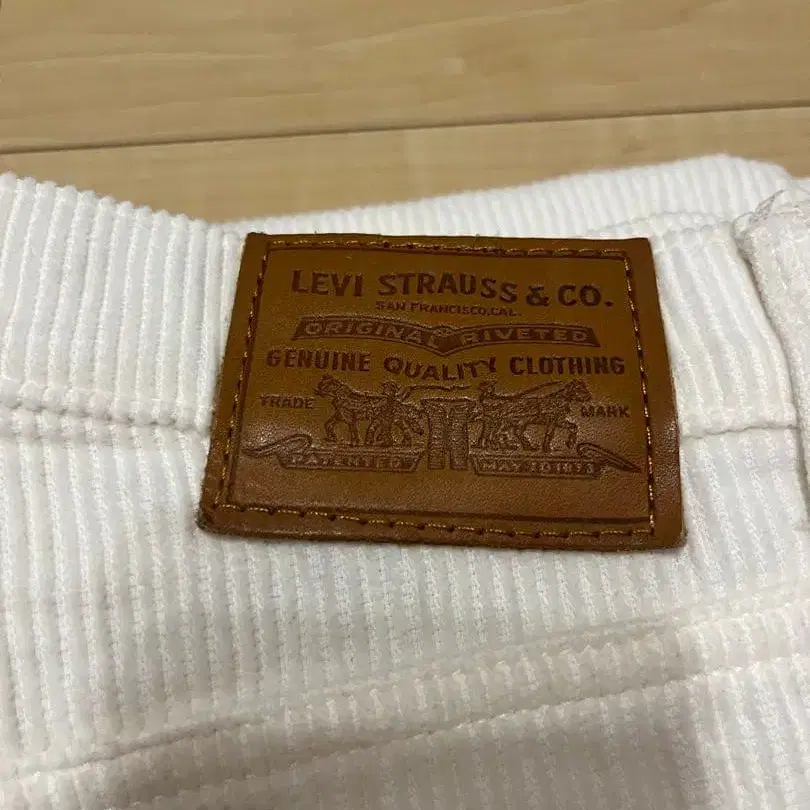 LEVI STRAUSS & CO.
SAN FRANCISCO, CAL.
ORIGINAL RIVETED
GENUINE QUALITY CLOTHING
TRADE MARK
PATENTED MAY 20 1873